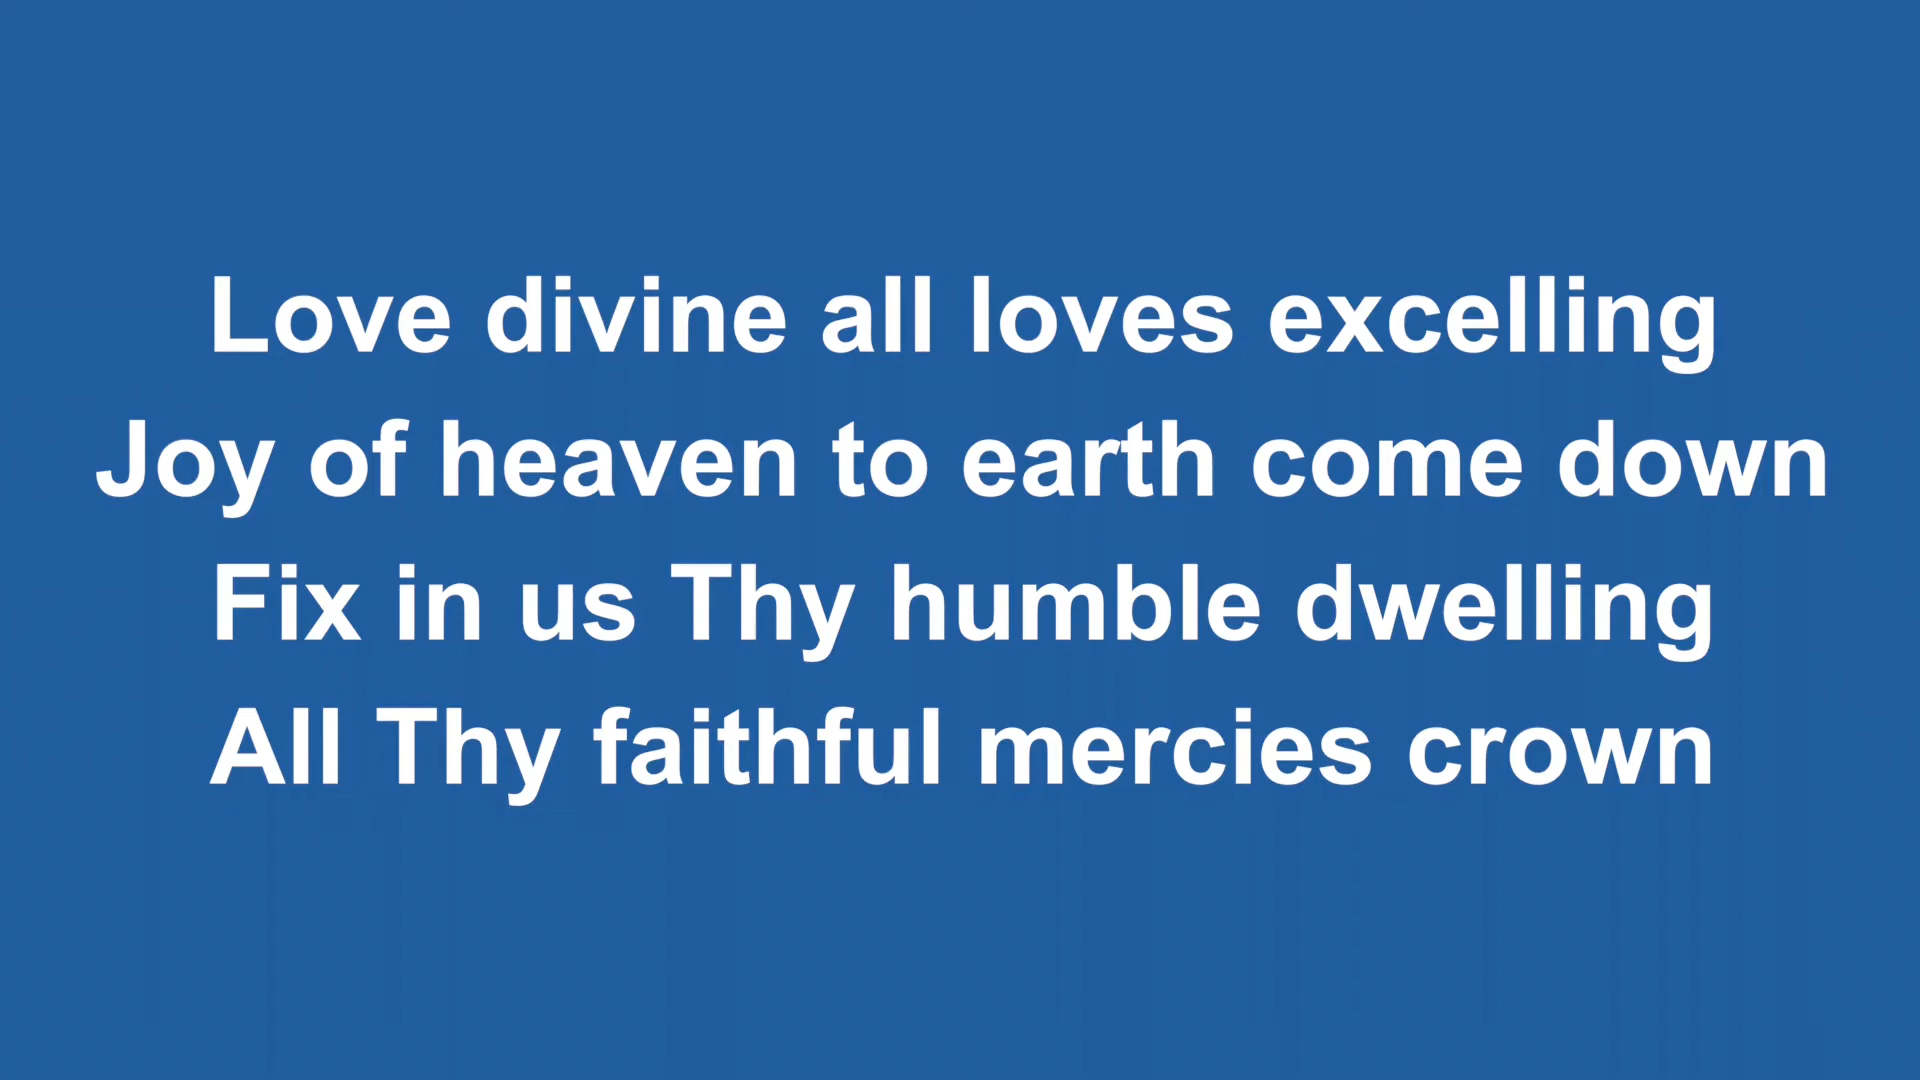 Love divine all loves excelling
Joy of heaven to earth come down
Fix in us Thy humble dwelling
All Thy faithful mercies crown